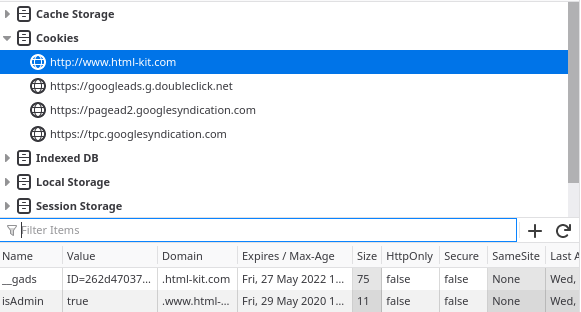 Cache Storage
Cookies
http://www.html-kit.com
https://googleads.g.doubleclick.net
https://pagead2.googlesyndication.com
https://tpc.googlesyndication.com
Indexed DB
Local Storage
Session Storage
Filter Items
Name Value Domain Expires / Max-Age Size HttpOnly Secure SameSite Last A
__gads ID=262d47037... .html-kit.com Fri, 27 May 2022 1... 75 false false None Wed,
isAdmin true .www.html-... Fri, 29 May 2020 1... 11 false false None Wed,